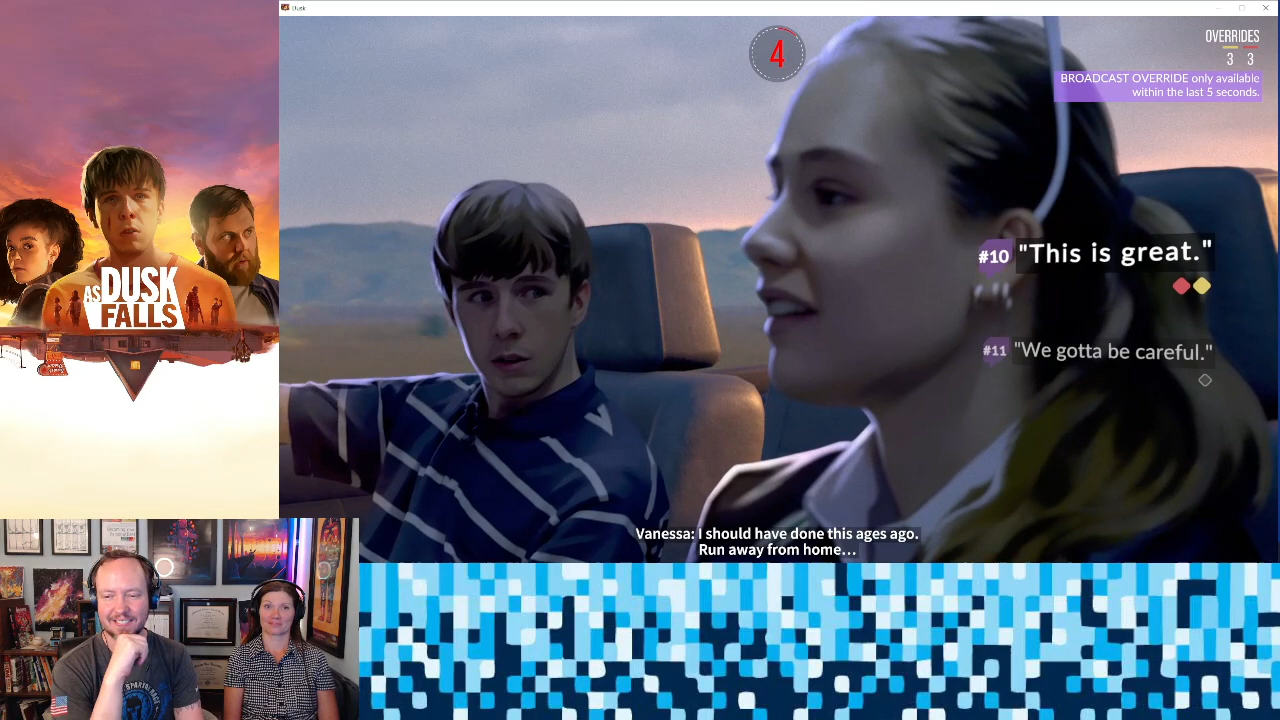 Dusk
4
OVERRIDES
3 3
BROADCAST OVERRIDE only available
within the last 5 seconds.
#10 "This is great."
#11 "We gotta be careful."
AS DUSK
FALLS
Vanessa: I should have done this ages ago.
Run away from home…